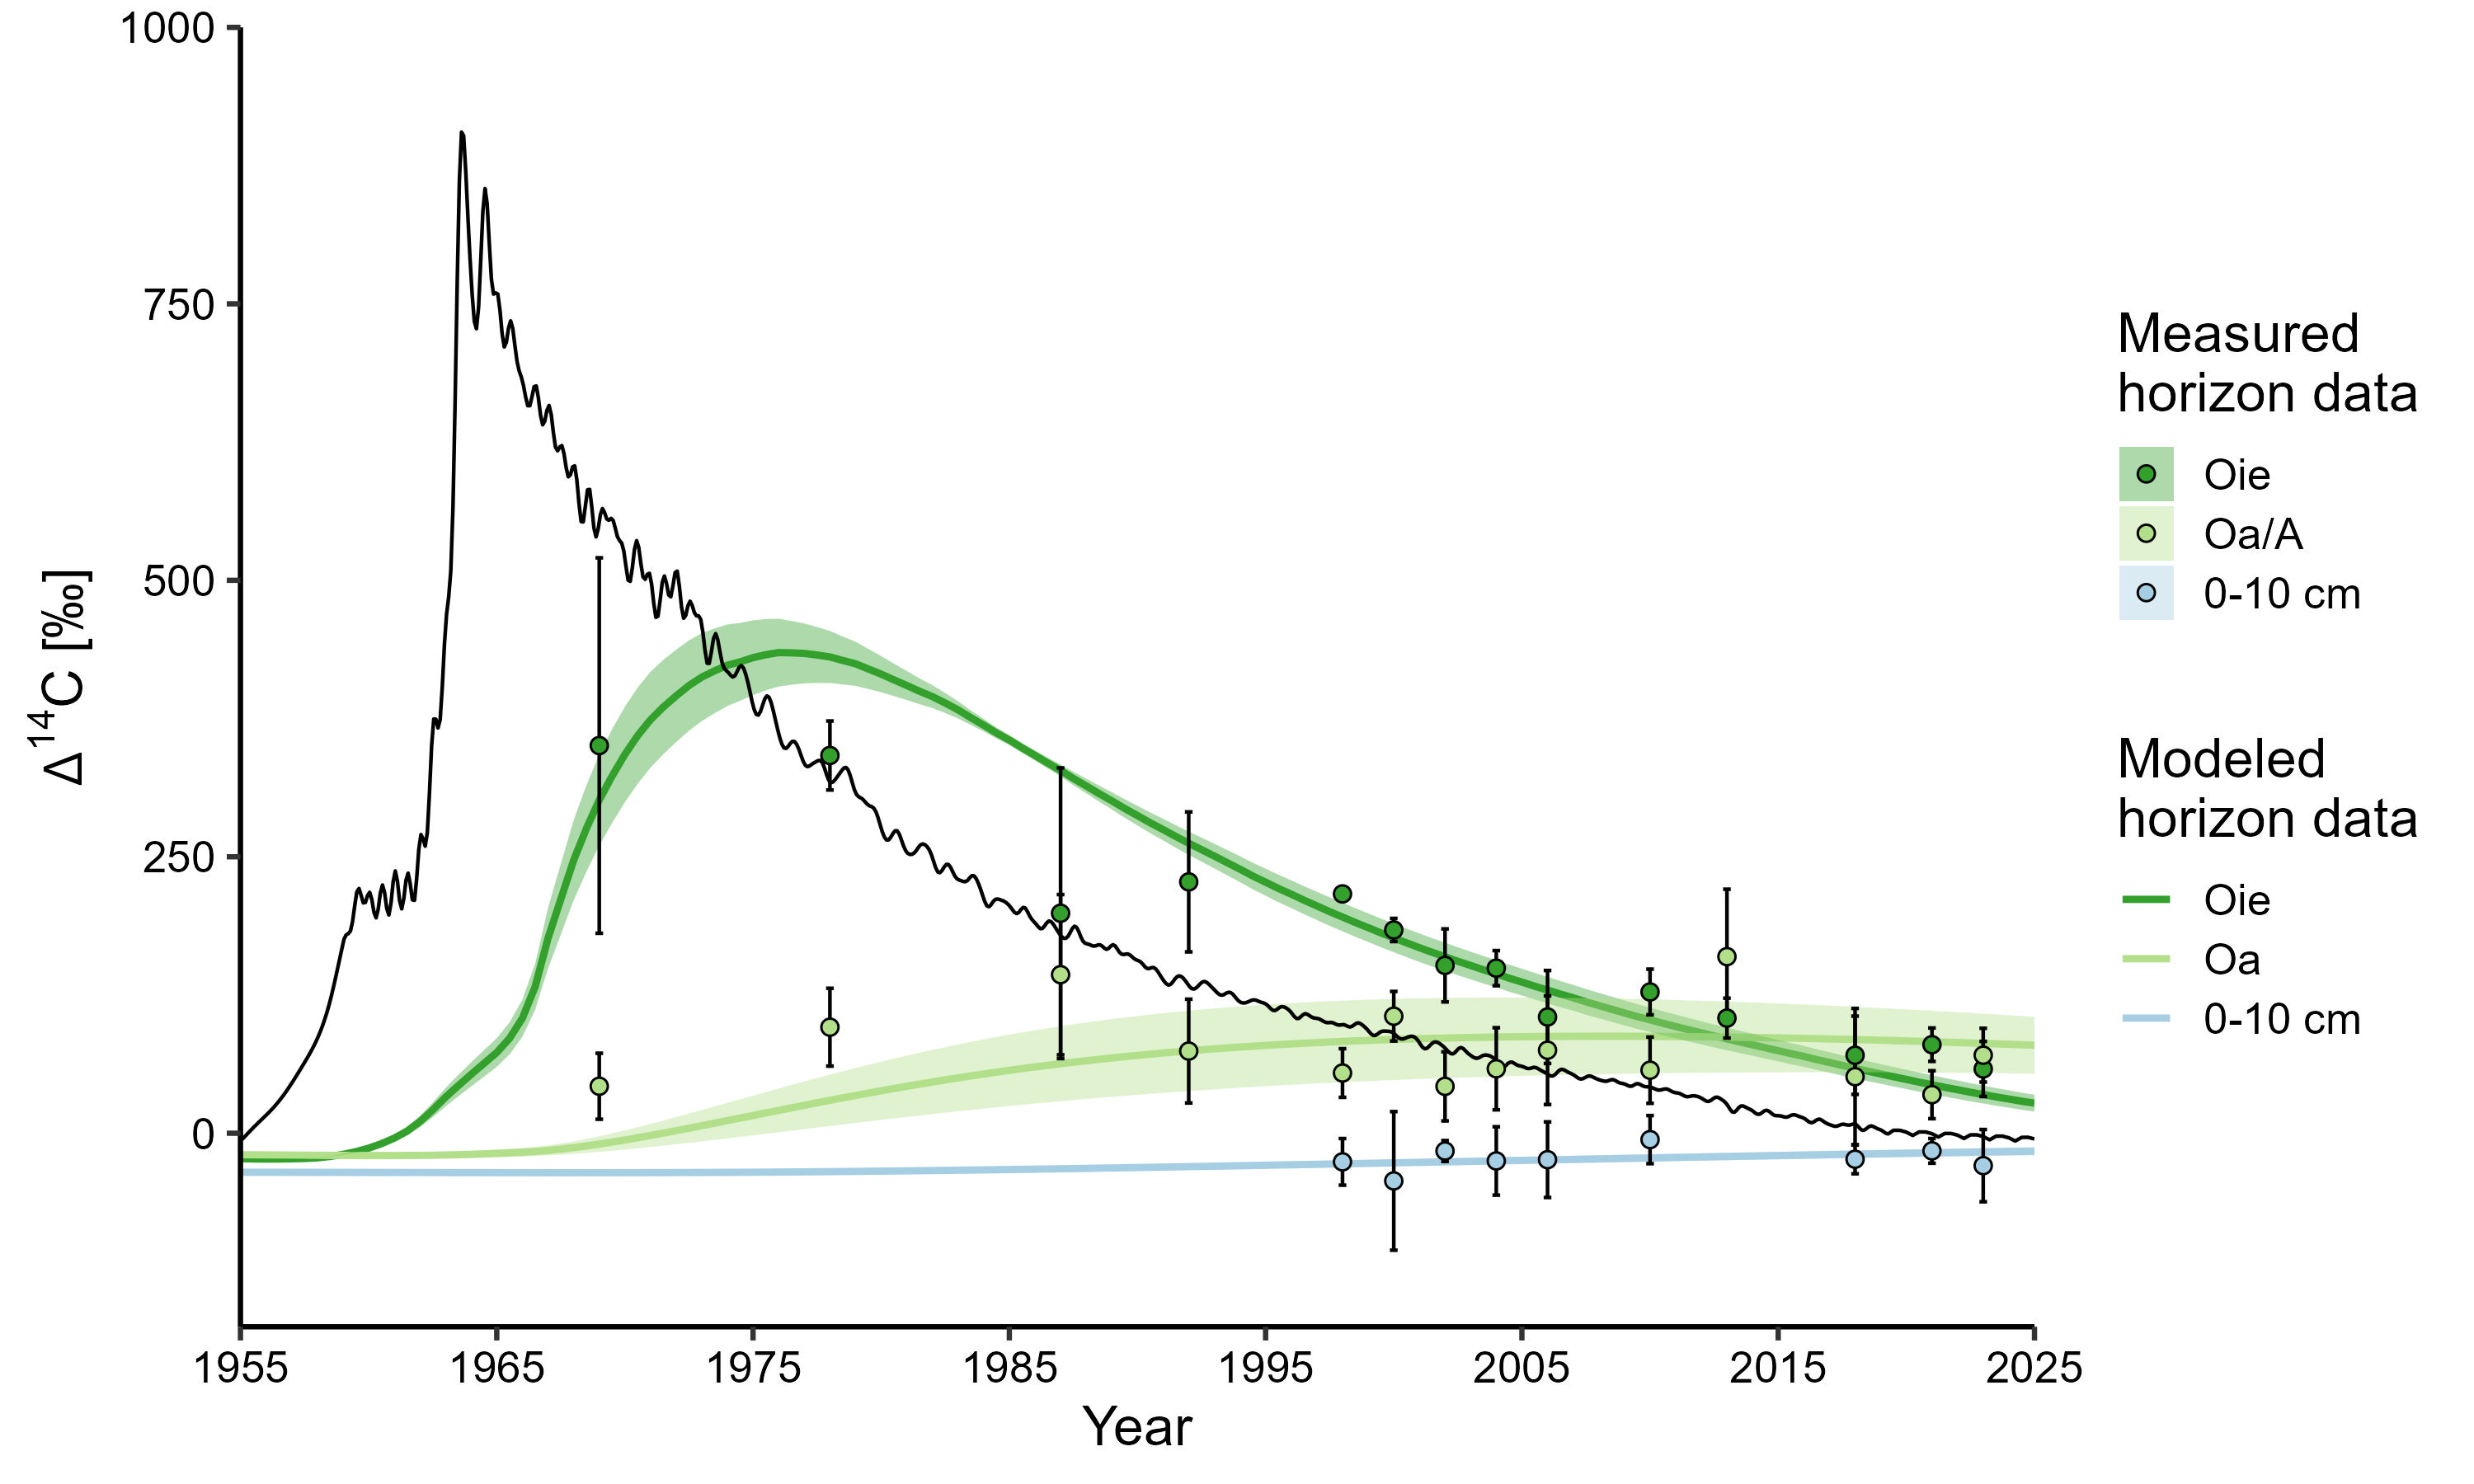 1000
750
500
250
0
Δ ¹⁴C [‰]
1955 1965 1975 1985 1995 2005 2015 2025
Year
Measured
horizon data
Oie
Oa/A
0-10 cm
Modeled
horizon data
Oie
Oa
0-10 cm